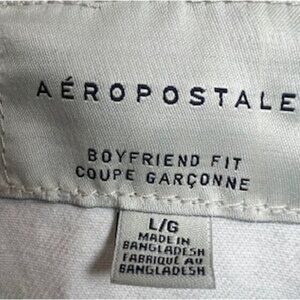 AÉROPOSTALE
BOYFRIEND FIT
COUPE GARÇONNE
L/G
MADE IN
BANGLADESH
FABRIQUÉ AU
BANGLADESH